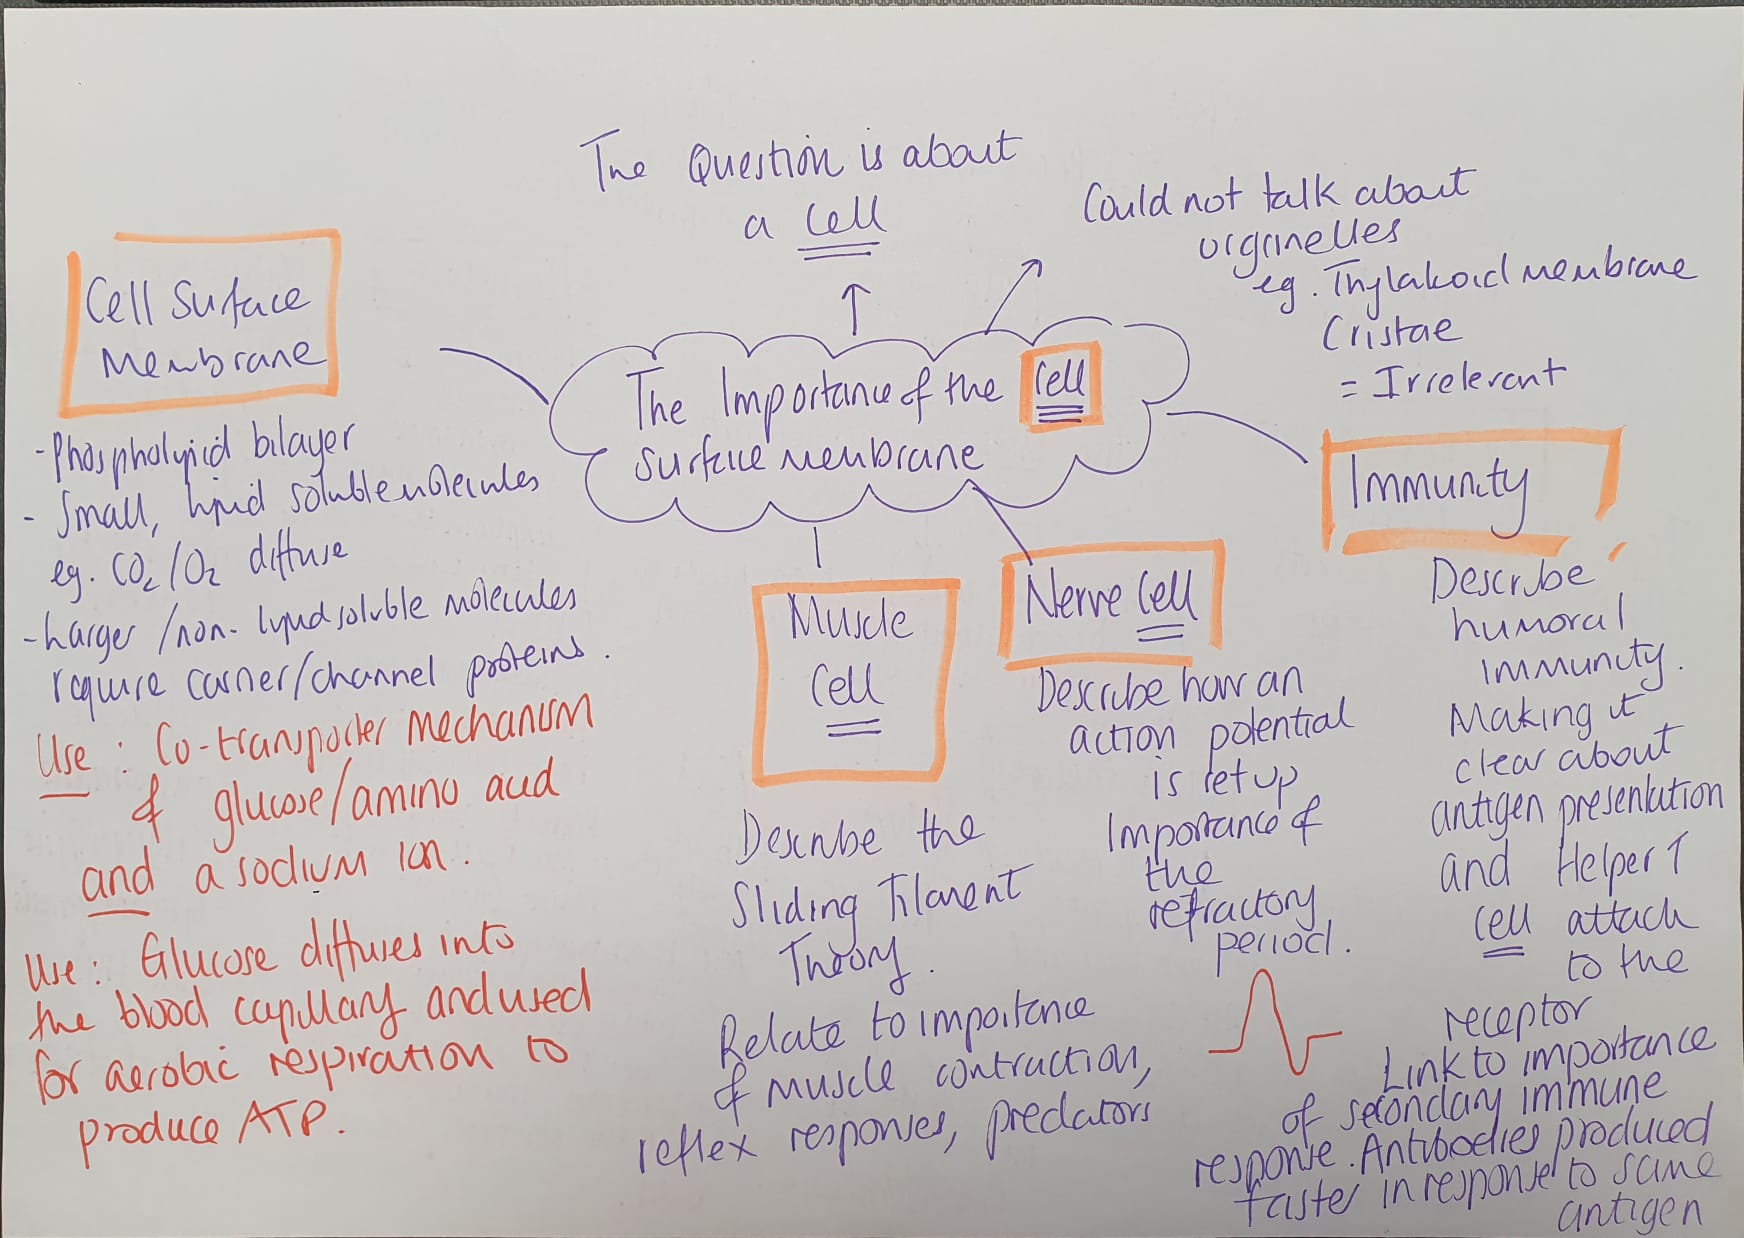 The Question is about
a Cell
Could not talk about
organelles
eg. Thylakoid membrane
Cristae
= Irrelevant
The Importance of the Cell
Surface Membrane
Cell Surface
Membrane
- Phospholipid bilayer
- Small, lipid soluble molecules
eg. CO₂/O₂ diffuse
- Larger/non-lipid soluble molecules
require carrier/channel proteins.
Use: Co-transporter Mechanism
of glucose/amino acid
and a sodium ion.
Use: Glucose diffuses into
the blood capillary and used
for aerobic respiration to
produce ATP.
Muscle
Cell
Describe the
Sliding Filament
Theory.
Relate to importance
of muscle contraction,
reflex responses, predators
Nerve Cell
Describe how an
action potential
is set up
Importance of
the
refractory
period.
Immunity
Describe
humoral
immunity.
Making it
clear about
antigen presentation
and Helper T
Cell attach
to the
receptor
Link to importance
of secondary immune
response. Antibodies produced
faster in response to same
antigen